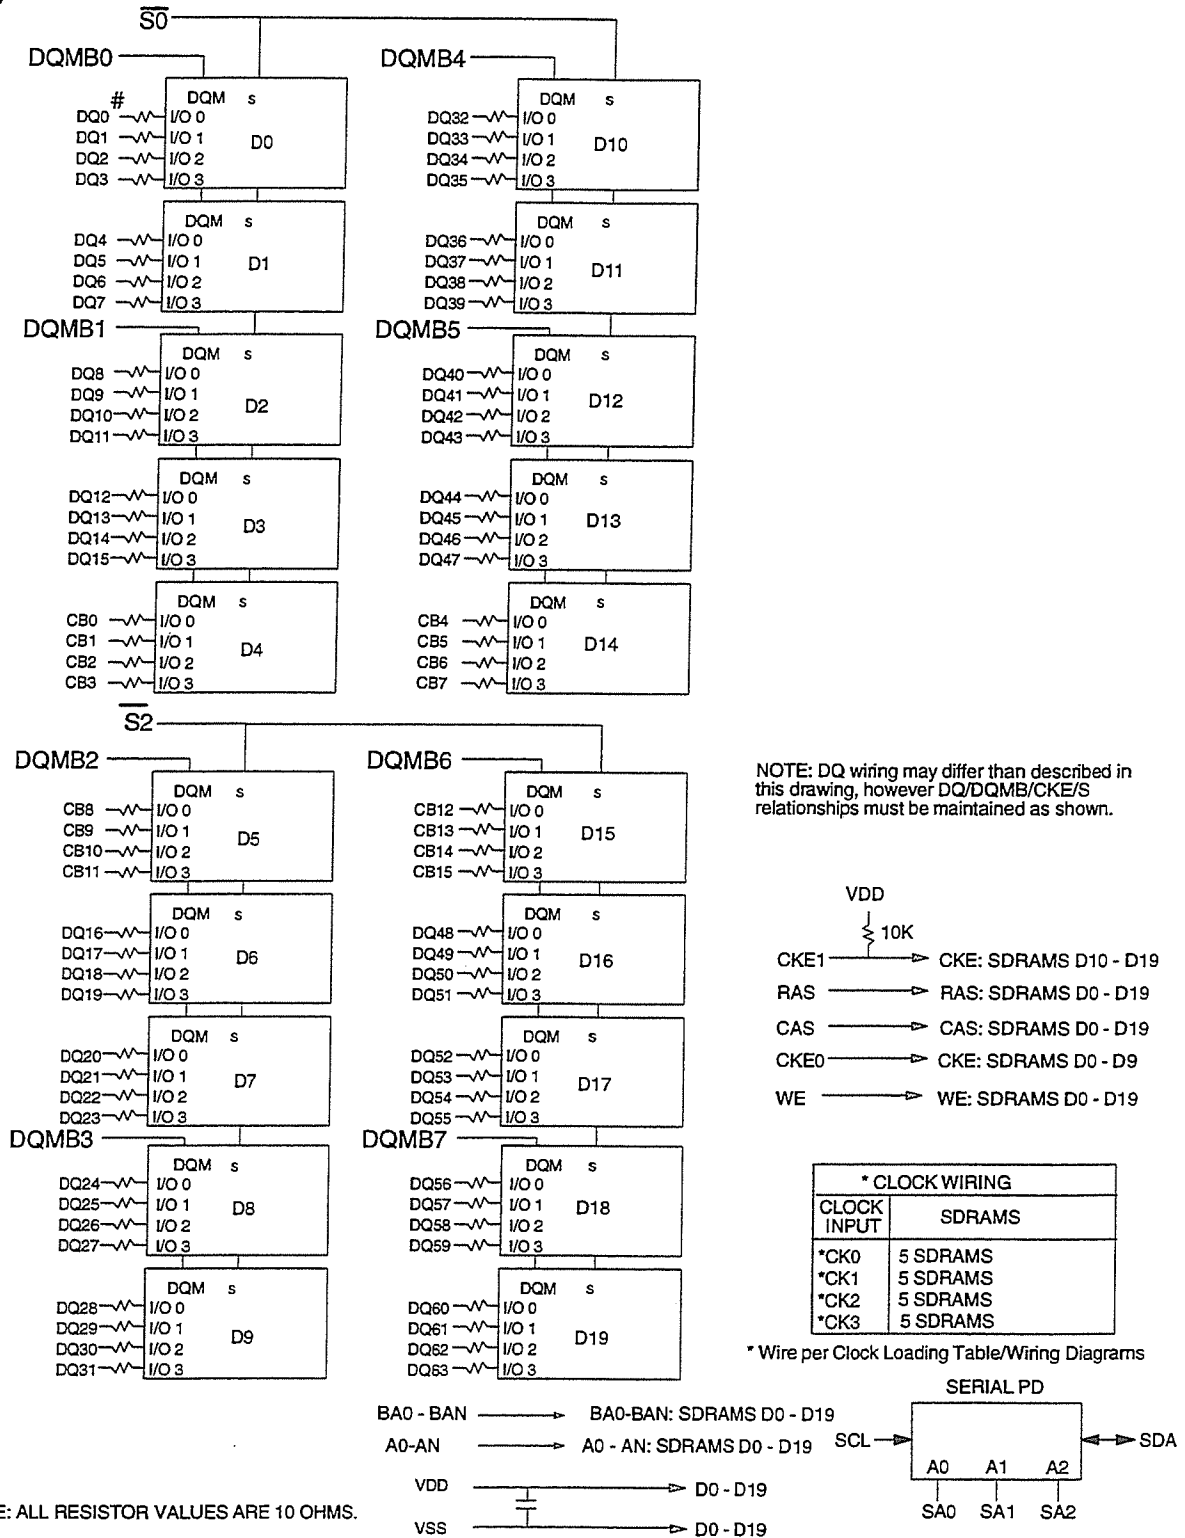 S0
DQMB0
DQMB4
#
DQM s
DQ0 I/O 0
DQ1 I/O 1
DQ2 I/O 2
DQ3 I/O 3
D0
DQM s
DQ4 I/O 0
DQ5 I/O 1
DQ6 I/O 2
DQ7 I/O 3
D1
DQMB1
DQM s
DQ8 I/O 0
DQ9 I/O 1
DQ10 I/O 2
DQ11 I/O 3
D2
DQM s
DQ12 I/O 0
DQ13 I/O 1
DQ14 I/O 2
DQ15 I/O 3
D3
DQM s
CB0 I/O 0
CB1 I/O 1
CB2 I/O 2
CB3 I/O 3
D4
DQM s
DQ32 I/O 0
DQ33 I/O 1
DQ34 I/O 2
DQ35 I/O 3
D10
DQM s
DQ36 I/O 0
DQ37 I/O 1
DQ38 I/O 2
DQ39 I/O 3
D11
DQMB5
DQM s
DQ40 I/O 0
DQ41 I/O 1
DQ42 I/O 2
DQ43 I/O 3
D12
DQM s
DQ44 I/O 0
DQ45 I/O 1
DQ46 I/O 2
DQ47 I/O 3
D13
DQM s
CB4 I/O 0
CB5 I/O 1
CB6 I/O 2
CB7 I/O 3
D14
S2
DQMB2
DQM s
CB8 I/O 0
CB9 I/O 1
CB10 I/O 2
CB11 I/O 3
D5
DQM s
DQ16 I/O 0
DQ17 I/O 1
DQ18 I/O 2
DQ19 I/O 3
D6
DQM s
DQ20 I/O 0
DQ21 I/O 1
DQ22 I/O 2
DQ23 I/O 3
D7
DQMB3
DQM s
DQ24 I/O 0
DQ25 I/O 1
DQ26 I/O 2
DQ27 I/O 3
D8
DQM s
DQ28 I/O 0
DQ29 I/O 1
DQ30 I/O 2
DQ31 I/O 3
D9
DQMB6
DQM s
CB12 I/O 0
CB13 I/O 1
CB14 I/O 2
CB15 I/O 3
D15
DQM s
DQ48 I/O 0
DQ49 I/O 1
DQ50 I/O 2
DQ51 I/O 3
D16
DQM s
DQ52 I/O 0
DQ53 I/O 1
DQ54 I/O 2
DQ55 I/O 3
D17
DQMB7
DQM s
DQ56 I/O 0
DQ57 I/O 1
DQ58 I/O 2
DQ59 I/O 3
D18
DQM s
DQ60 I/O 0
DQ61 I/O 1
DQ62 I/O 2
DQ63 I/O 3
D19
NOTE: DQ wiring may differ than described in
this drawing, however DQ/DQMB/CKE/S
relationships must be maintained as shown.
VDD
10K
CKE1 CKE: SDRAMS D10 - D19
RAS RAS: SDRAMS D0 - D19
CAS CAS: SDRAMS D0 - D19
CKE0 CKE: SDRAMS D0 - D9
WE WE: SDRAMS D0 - D19
* CLOCK WIRING
CLOCK
INPUT
SDRAMS
*CK0 5 SDRAMS
*CK1 5 SDRAMS
*CK2 5 SDRAMS
*CK3 5 SDRAMS
* Wire per Clock Loading Table/Wiring Diagrams
SERIAL PD
SCL SDA
A0 A1 A2
SA0 SA1 SA2
BA0 - BAN BA0-BAN: SDRAMS D0 - D19
A0-AN A0 - AN: SDRAMS D0 - D19
VDD D0 - D19
VSS D0 - D19
E: ALL RESISTOR VALUES ARE 10 OHMS.